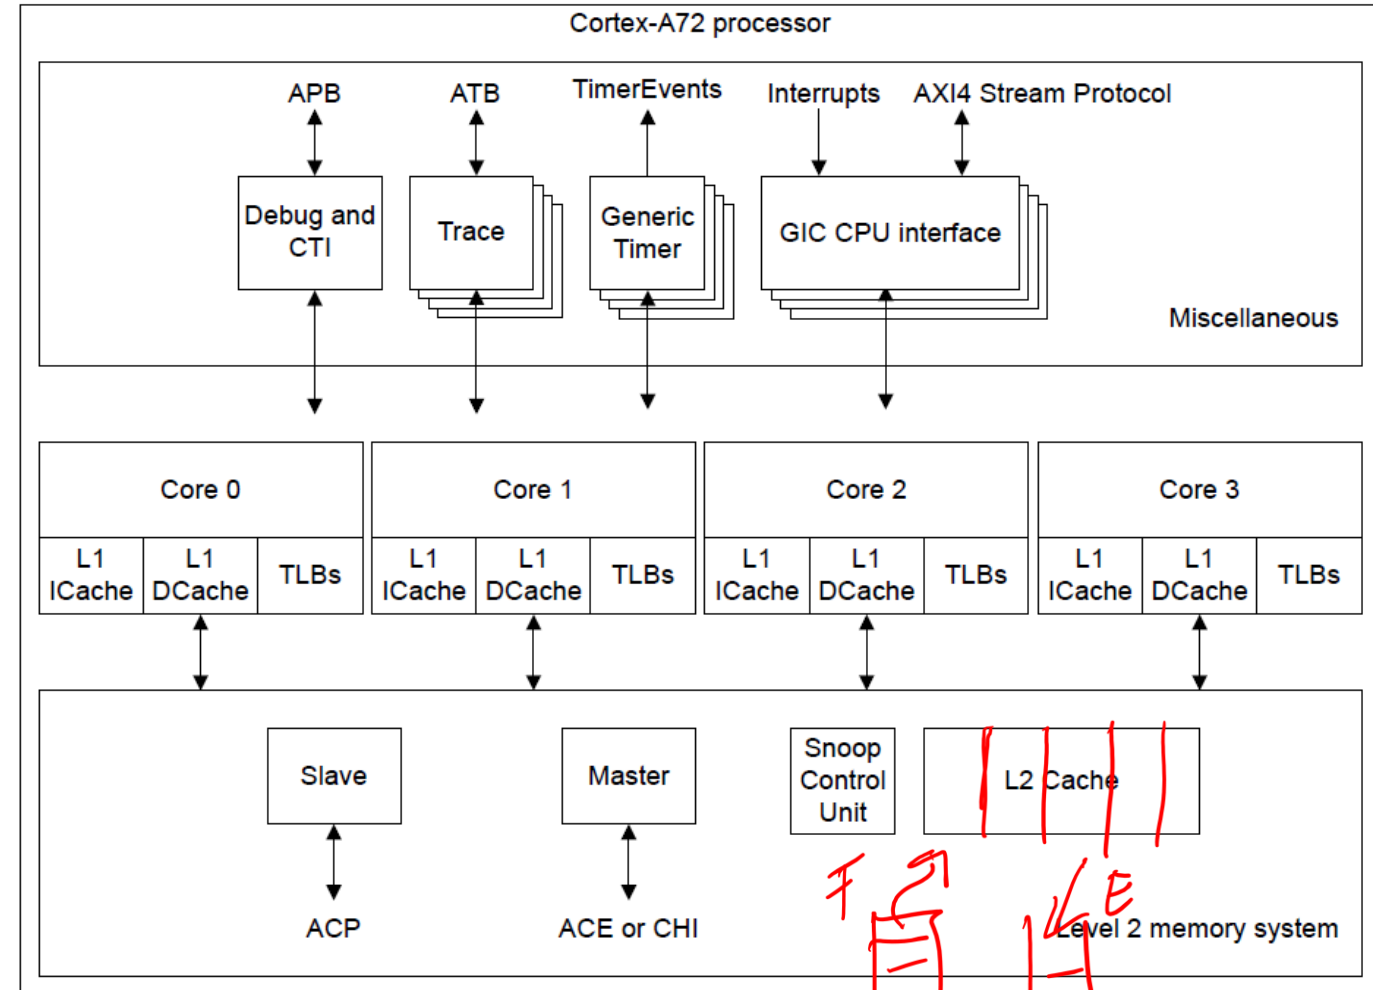 Cortex-A72 processor
APB ATB TimerEvents Interrupts AXI4 Stream Protocol
Debug and
CTI
Trace
Generic
Timer
GIC CPU interface
Miscellaneous
Core 0 Core 1 Core 2 Core 3
L1
ICache
L1
DCache
TLBs
L1
ICache
L1
DCache
TLBs
L1
ICache
L1
DCache
TLBs
L1
ICache
L1
DCache
TLBs
Slave
Master
Snoop
Control
Unit
L2 Cache
F
E
ACP ACE or CHI Level 2 memory system